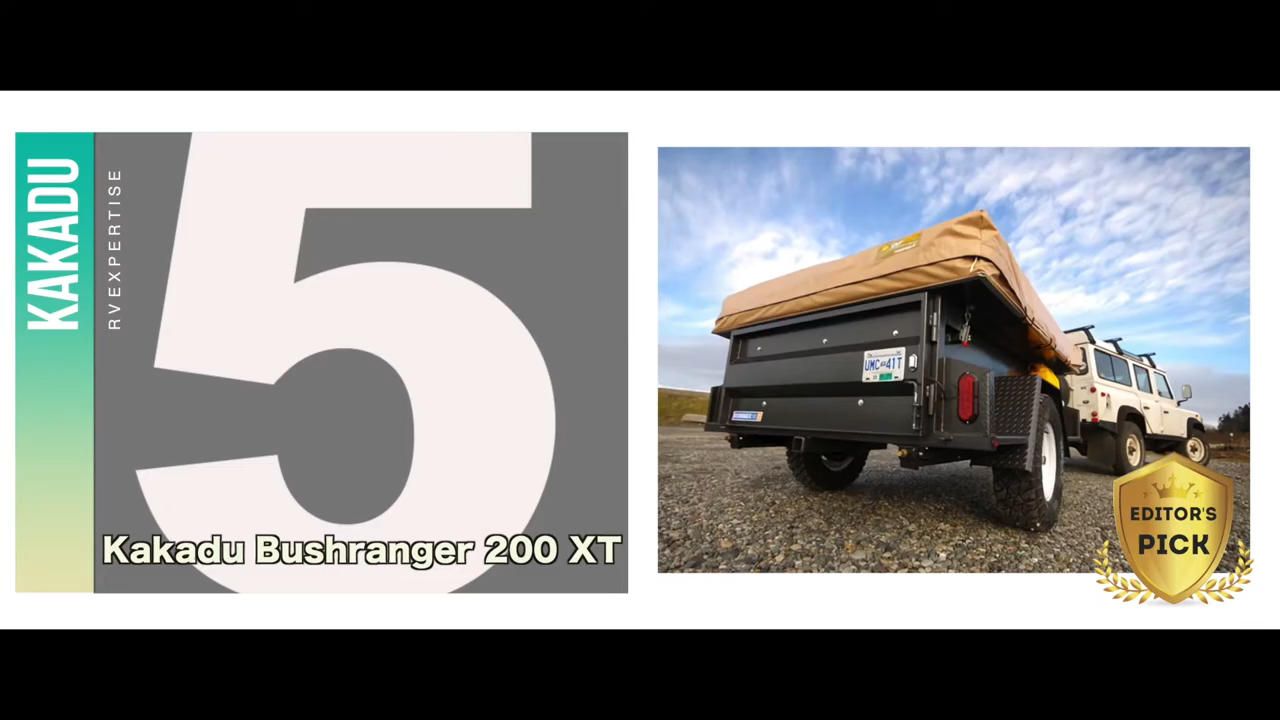 KAKADU
RVEXPERTISE
5
Kakadu Bushranger 200 XT
EDITOR'S
PICK